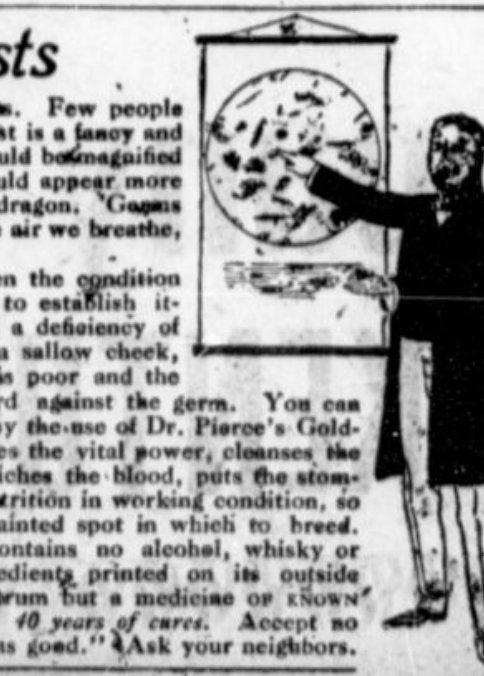 sts
s. Few people
st is a fancy and
uld be magnified
uld appear more
dragon. Germs
e air we breathe,
en the condition
to establish it-
a deficiency of
a sallow cheek,
is poor and the
rd against the germ. You can
by the use of Dr. Pierce's Gold-
es the vital power, cleanses the
iches the blood, puts the stom-
trition in working condition, so
ainted spot in which to breed.
ontains no alcohol, whisky or
edients printed on its outside
trum but a medicine OF KNOWN
40 years of cures. Accept no
as good." Ask your neighbors.